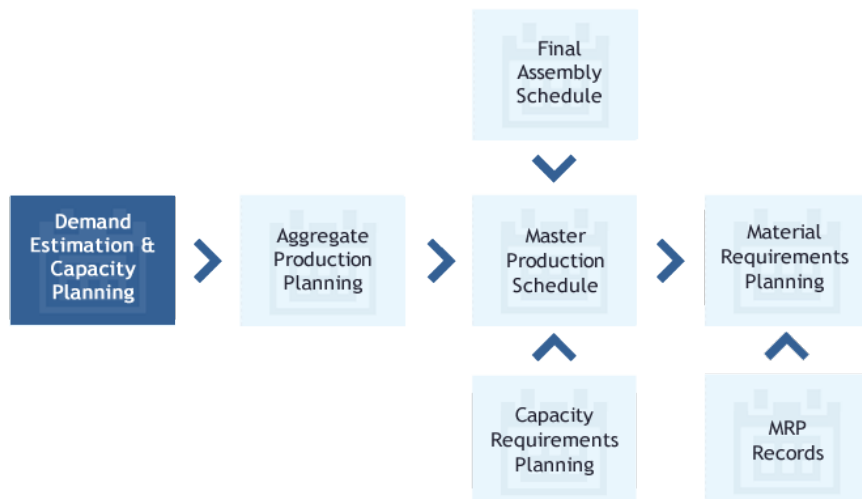 Final
Assembly
Schedule
Demand
Estimation &
Capacity
Planning
Aggregate
Production
Planning
Master
Production
Schedule
Material
Requirements
Planning
Capacity
Requirements
Planning
MRP
Records